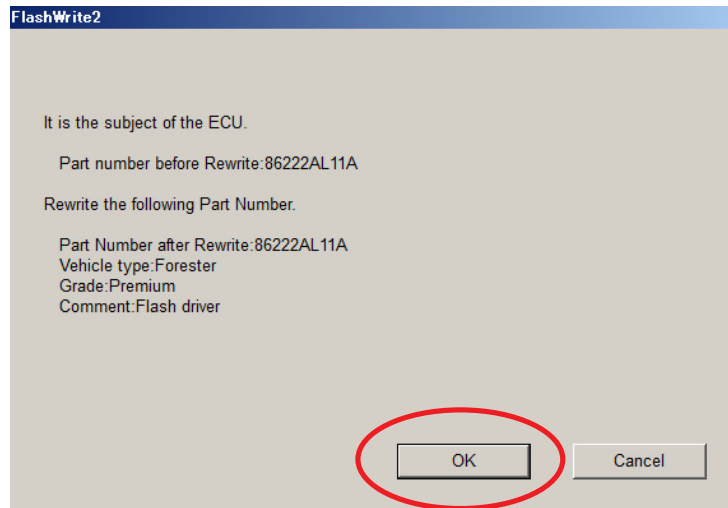 FlashWrite2
It is the subject of the ECU.
Part number before Rewrite:86222AL11A
Rewrite the following Part Number.
Part Number after Rewrite:86222AL11A
Vehicle type:Forester
Grade:Premium
Comment:Flash driver
OK
Cancel